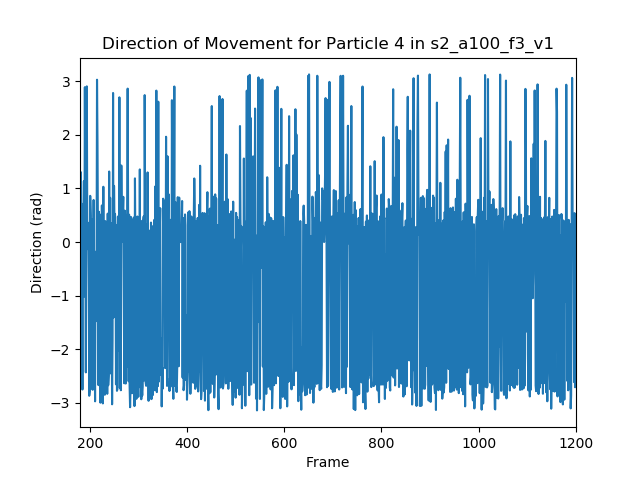 Direction of Movement for Particle 4 in s2_a100_f3_v1
3
2
1
0
−1
−2
−3
Direction (rad)
200 400 600 800 1000 1200
Frame